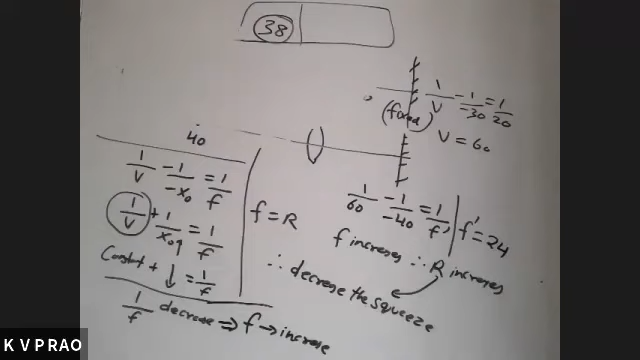 38
1/V - 1/-30 = 1/20
(fixed)
V = 60
40
1/V - 1/-x₀ = 1/f
1/V + 1/x₀↑ = 1/f
Constant + ↓ = 1/f
1/f decrease ⇒ f → increase
f = R
1/60 - 1/-40 = 1/f'
f' = 24
f increases ∴ R increases
∴ decrease the squeeze
K V P RAO